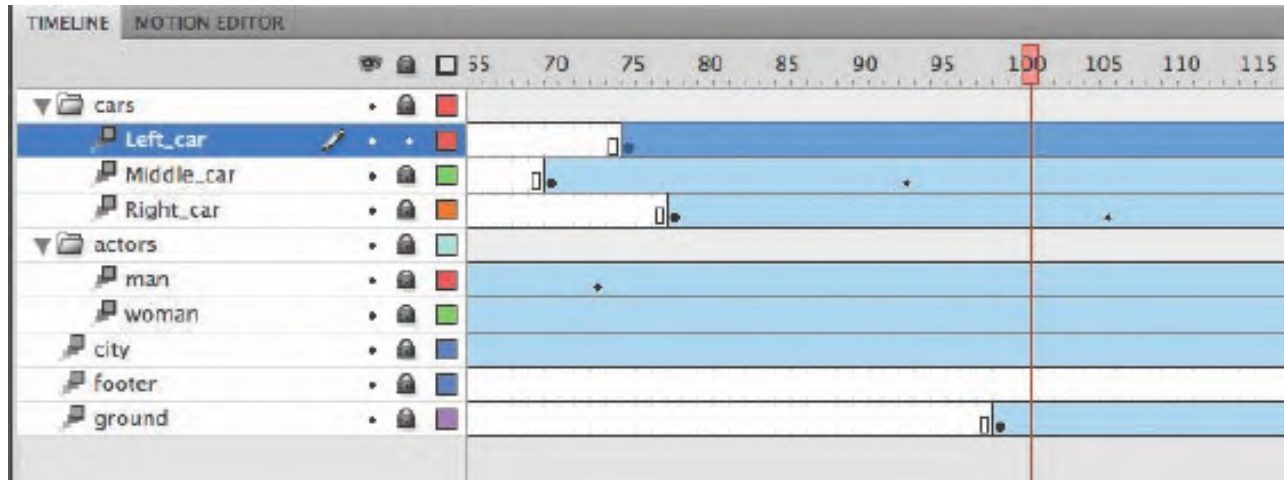 TIMELINE MOTION EDITOR
55 70 75 80 85 90 95 100 105 110 115
cars
Left_car
Middle_car
Right_car
actors
man
woman
city
footer
ground